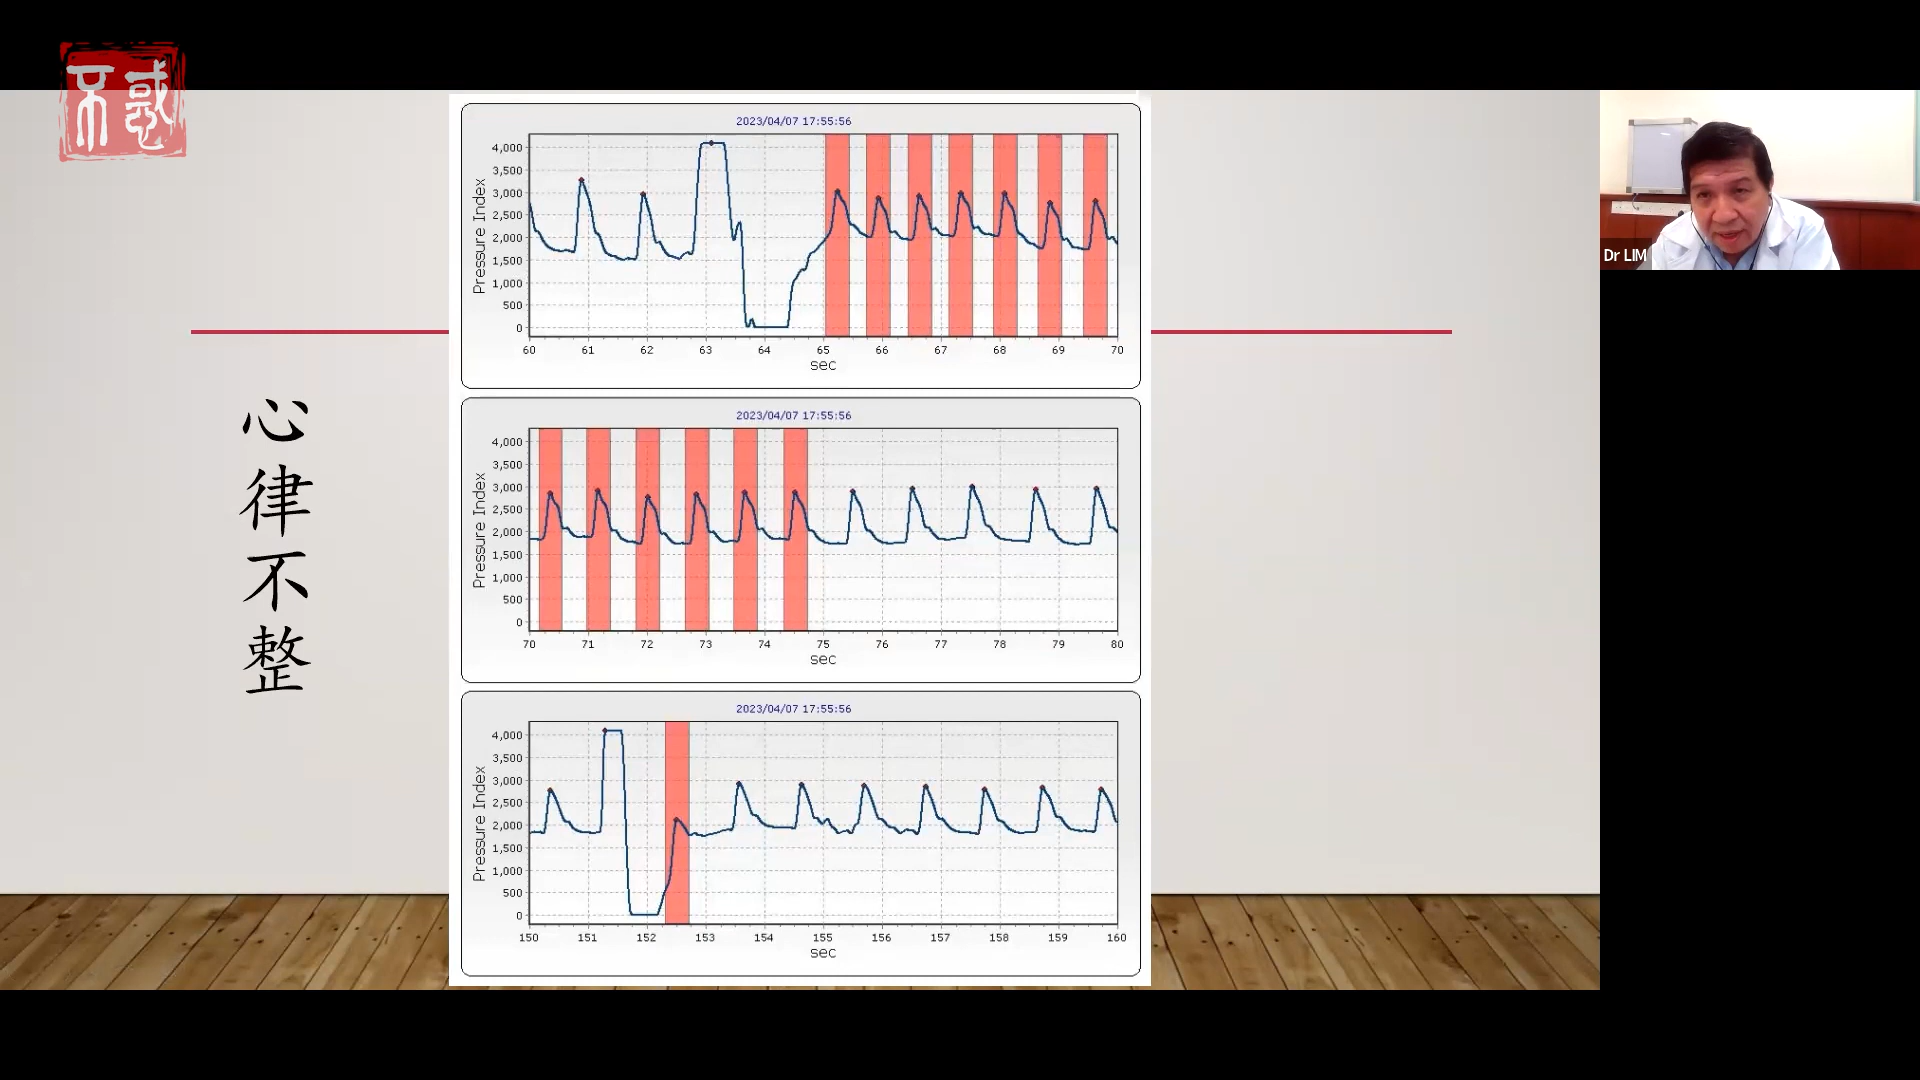 不惑
心律不整
2023/04/07 17:55:56
Pressure Index
4,000
3,500
3,000
2,500
2,000
1,500
1,000
500
0
60 61 62 63 64 65 66 67 68 69 70
sec
2023/04/07 17:55:56
Pressure Index
4,000
3,500
3,000
2,500
2,000
1,500
1,000
500
0
70 71 72 73 74 75 76 77 78 79 80
sec
2023/04/07 17:55:56
Pressure Index
4,000
3,500
3,000
2,500
2,000
1,500
1,000
500
0
150 151 152 153 154 155 156 157 158 159 160
sec
Dr LIM